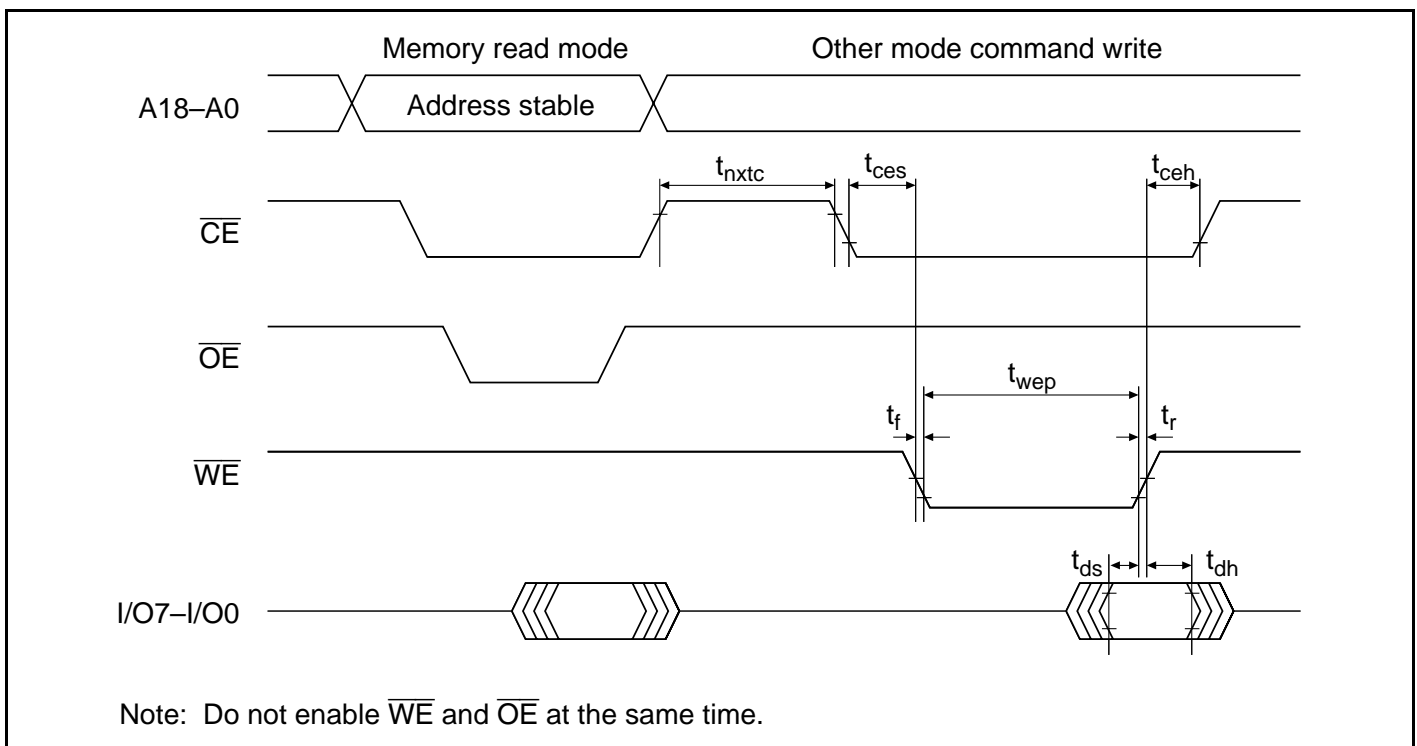 Memory read mode Other mode command write
A18–A0 Address stable
tnxtc tces tceh
CE
OE
twep
tf tr
WE
tds tdh
I/O7–I/O0
Note: Do not enable WE and OE at the same time.